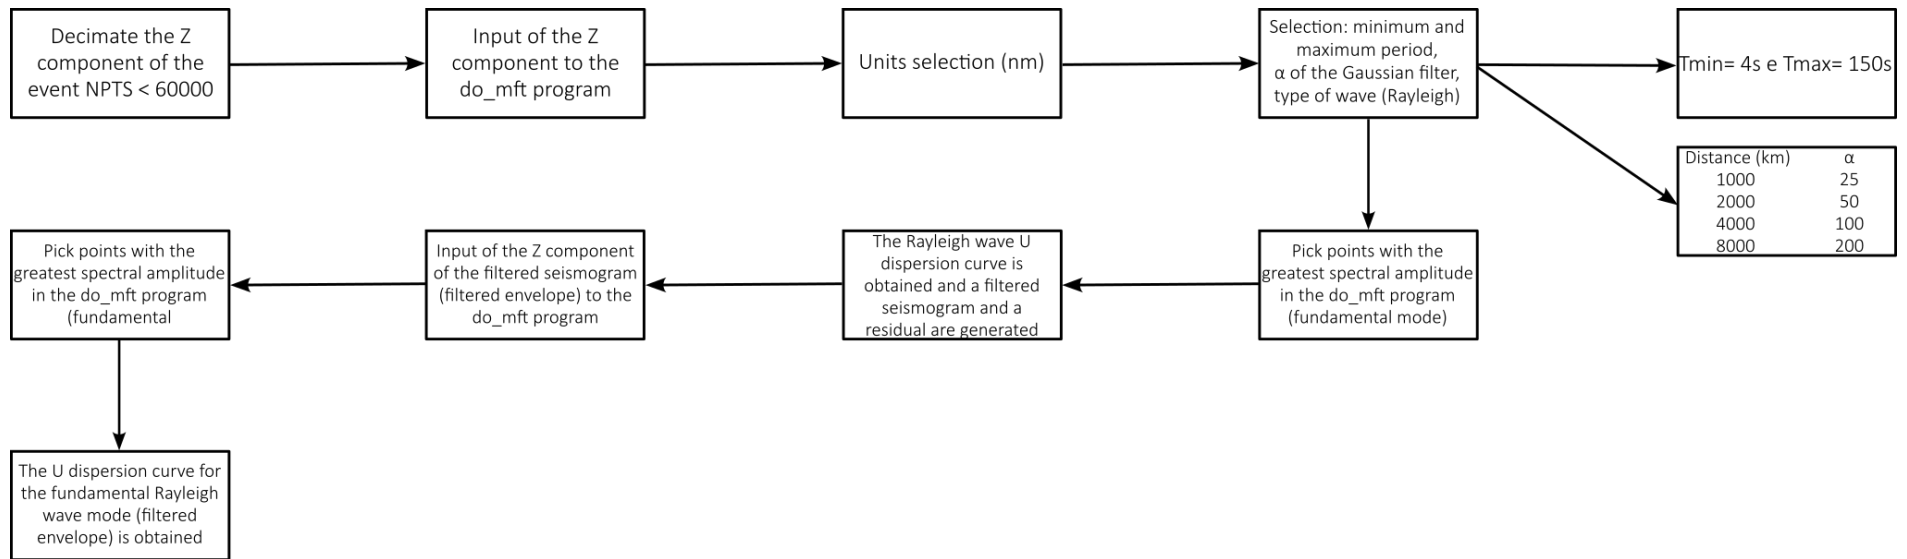 Decimate the Z
component of the
event NPTS < 60000
Input of the Z
component to the
do_mft program
Units selection (nm)
Selection: minimum and
maximum period,
α of the Gaussian filter,
type of wave (Rayleigh)
Tmin= 4s e Tmax= 150s
Distance (km) α
1000 25
2000 50
4000 100
8000 200
Pick points with the
greatest spectral amplitude
in the do_mft program
(fundamental mode)
The Rayleigh wave U
dispersion curve is
obtained and a filtered
seismogram and a
residual are generated
Input of the Z component
of the filtered seismogram
(filtered envelope) to the
do_mft program
Pick points with the
greatest spectral amplitude
in the do_mft program
(fundamental
The U dispersion curve for
the fundamental Rayleigh
wave mode (filtered
envelope) is obtained